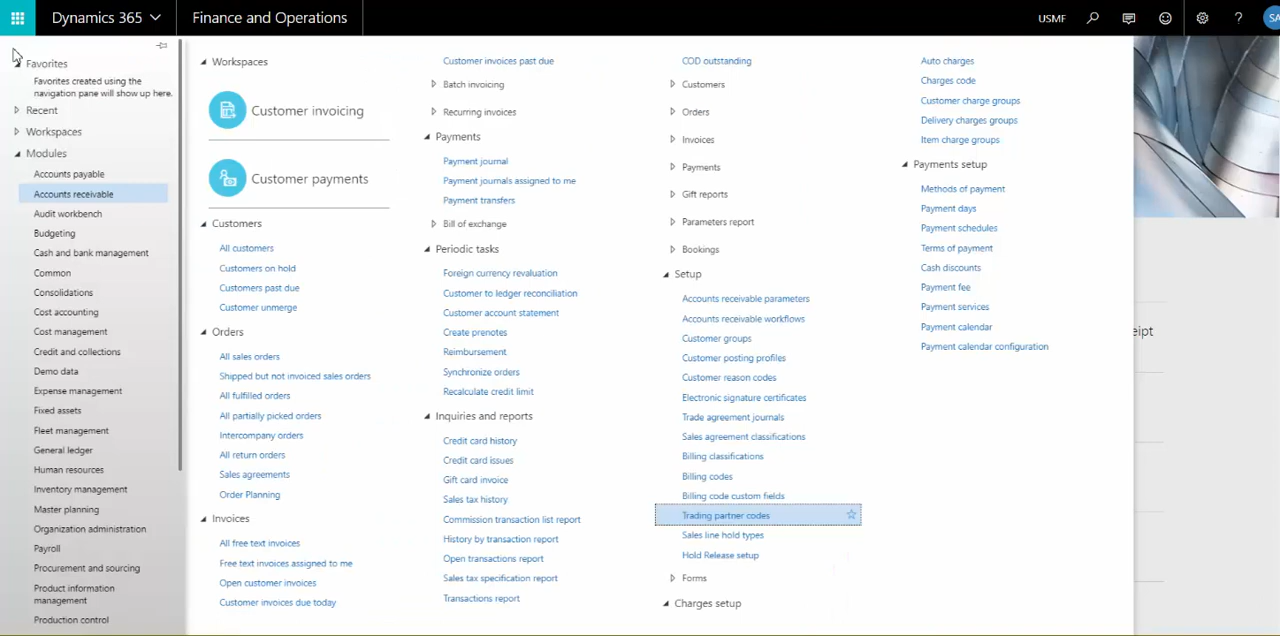 Dynamics 365
Finance and Operations
USMF
?
SA
Favorites
Favorites created using the
navigation pane will show up here.
Recent
Workspaces
Modules
Accounts payable
Accounts receivable
Audit workbench
Budgeting
Cash and bank management
Common
Consolidations
Cost accounting
Cost management
Credit and collections
Demo data
Expense management
Fixed assets
Fleet management
General ledger
Human resources
Inventory management
Master planning
Organization administration
Payroll
Procurement and sourcing
Product information
management
Production control
Workspaces
Customer invoicing
Customer payments
Customers
All customers
Customers on hold
Customers past due
Customer unmerge
Orders
All sales orders
Shipped but not invoiced sales orders
All fulfilled orders
All partially picked orders
Intercompany orders
All return orders
Sales agreements
Order Planning
Invoices
All free text invoices
Free text invoices assigned to me
Open customer invoices
Customer invoices due today
Customer invoices past due
Batch invoicing
Recurring invoices
Payments
Payment journal
Payment journals assigned to me
Payment transfers
Bill of exchange
Periodic tasks
Foreign currency revaluation
Customer to ledger reconciliation
Customer account statement
Create prenotes
Reimbursement
Synchronize orders
Recalculate credit limit
Inquiries and reports
Credit card history
Credit card issues
Gift card invoice
Sales tax history
Commission transaction list report
History by transaction report
Open transactions report
Sales tax specification report
Transactions report
COD outstanding
Customers
Orders
Invoices
Payments
Gift reports
Parameters report
Bookings
Setup
Accounts receivable parameters
Accounts receivable workflows
Customer groups
Customer posting profiles
Customer reason codes
Electronic signature certificates
Trade agreement journals
Sales agreement classifications
Billing classifications
Billing codes
Billing code custom fields
Trading partner codes
Sales line hold types
Hold Release setup
Forms
Charges setup
Auto charges
Charges code
Customer charge groups
Delivery charges groups
Item charge groups
Payments setup
Methods of payment
Payment days
Payment schedules
Terms of payment
Cash discounts
Payment fee
Payment services
Payment calendar
Payment calendar configuration
eipt